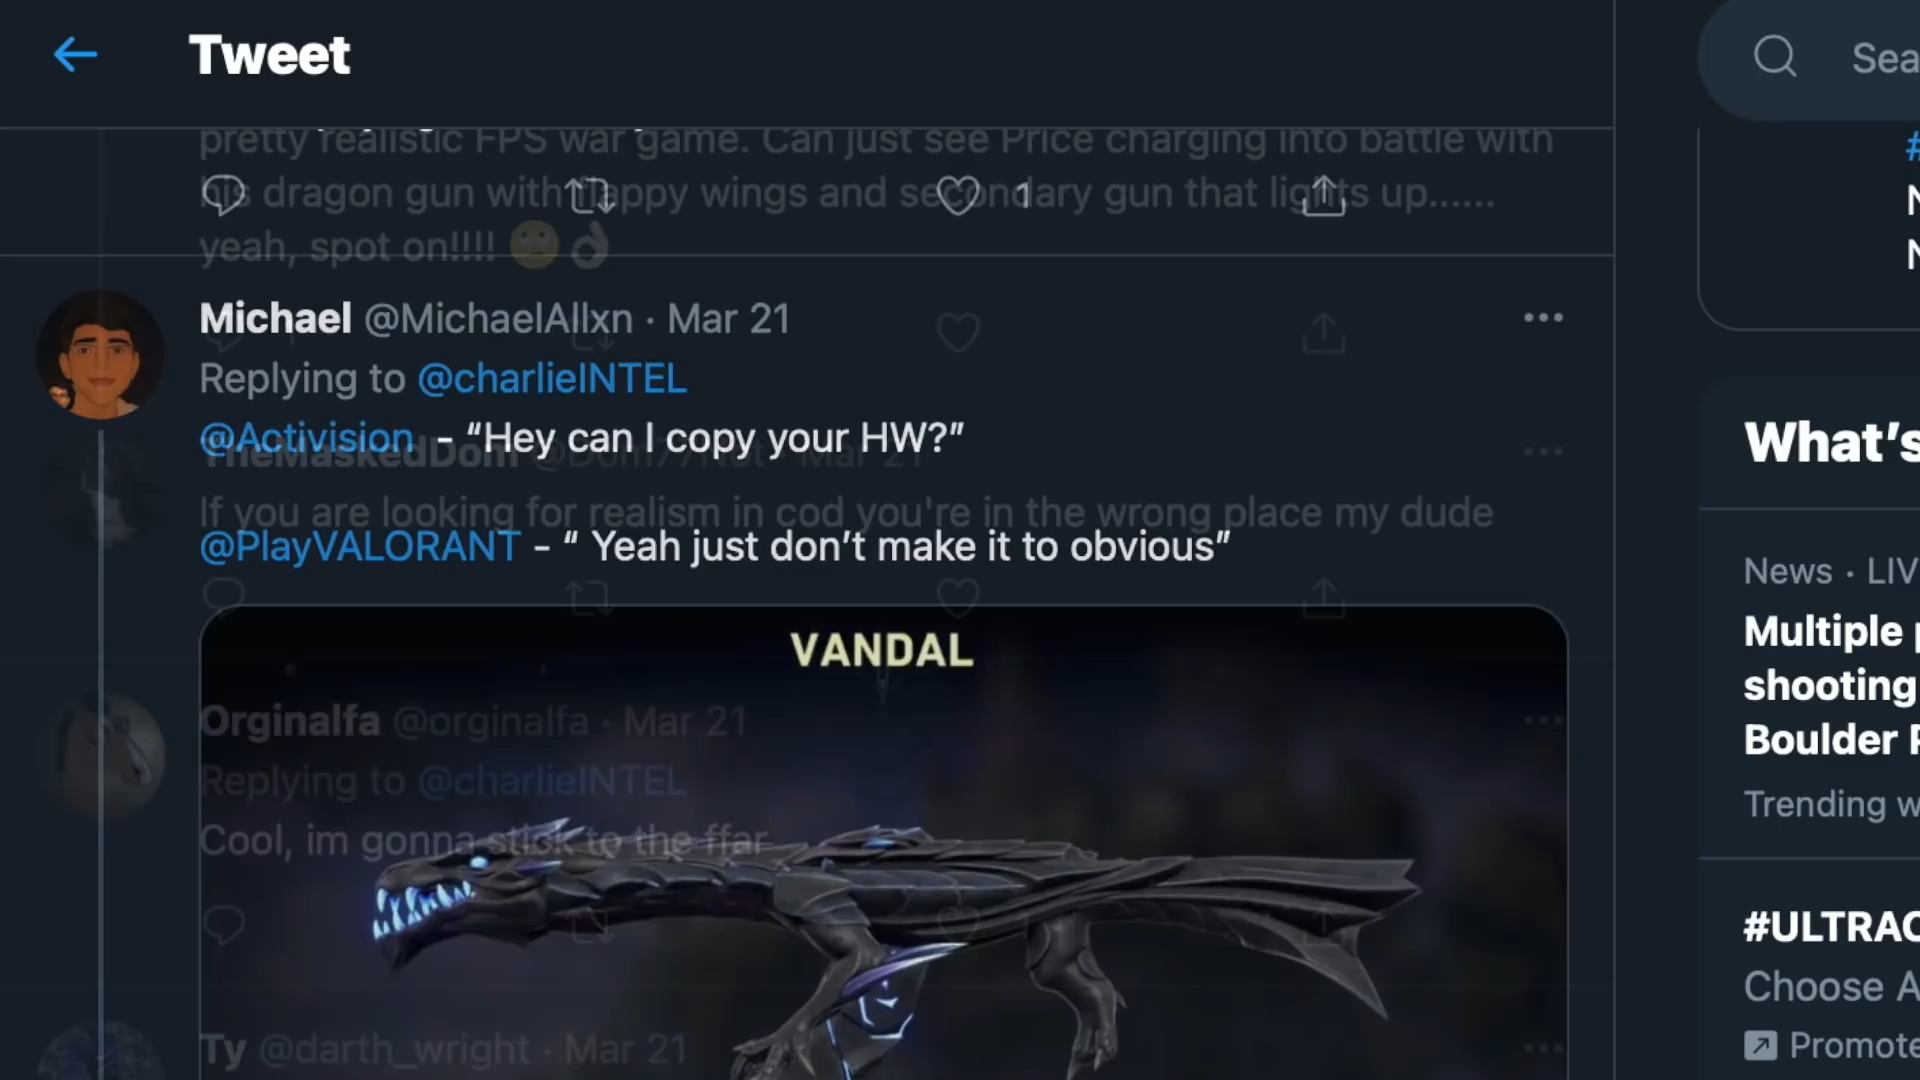 Tweet
Sea
pretty realistic FPS war game. Can just see Price charging into battle with
his dragon gun with flappy wings and secondary gun that lights up......
1
yeah, spot on!!!! 🙄👌
Michael @MichaelAllxn · Mar 21
Replying to @charlieINTEL
@Activision - “Hey can I copy your HW?”
If you are looking for realism in cod you're in the wrong place my dude
@PlayVALORANT - “ Yeah just don’t make it to obvious”
VANDAL
Orginalfa @orginalfa · Mar 21
Replying to @charlieINTEL
Cool, im gonna stick to the ffar
Ty @darth_wright · Mar 21
#
N
N
What’s
News · LIV
Multiple p
shooting
Boulder P
Trending w
#ULTRAC
Choose A
Promote